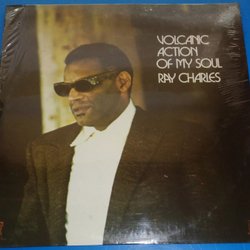 VOLCANIC
ACTION
OF MY SOUL
RAY CHARLES